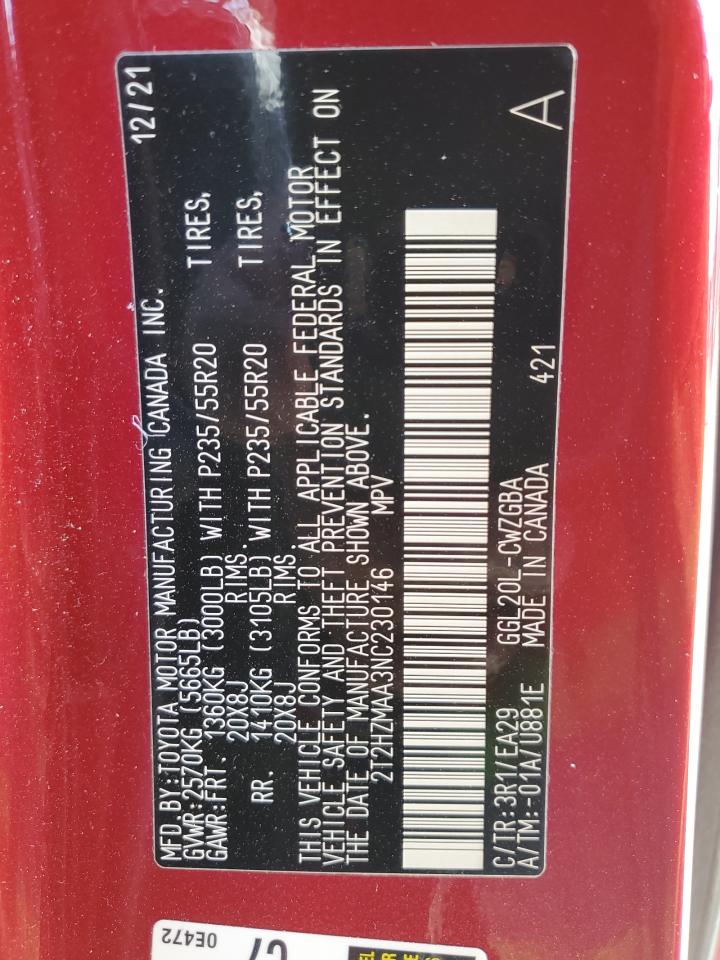 MFD.BY:TOYOTA MOTOR MANUFACTURING CANADA INC. 12/21
GVWR:2570KG (5665LB)
GAWR:FRT. 1360KG (3000LB) WITH P235/55R20 TIRES,
20X8J RIMS.
RR. 1410KG (3105LB) WITH P235/55R20 TIRES,
20X8J RIMS.
THIS VEHICLE CONFORMS TO ALL APPLICABLE FEDERAL MOTOR
VEHICLE SAFETY AND THEFT PREVENTION STANDARDS IN EFFECT ON
THE DATE OF MANUFACTURE SHOWN ABOVE.
2T2HZMAA3NC230146 MPV
C/TR:3R1/EA29 GGL20L-CWZGBA
A/TM:-01A/U881E MADE IN CANADA 421 A
0E472